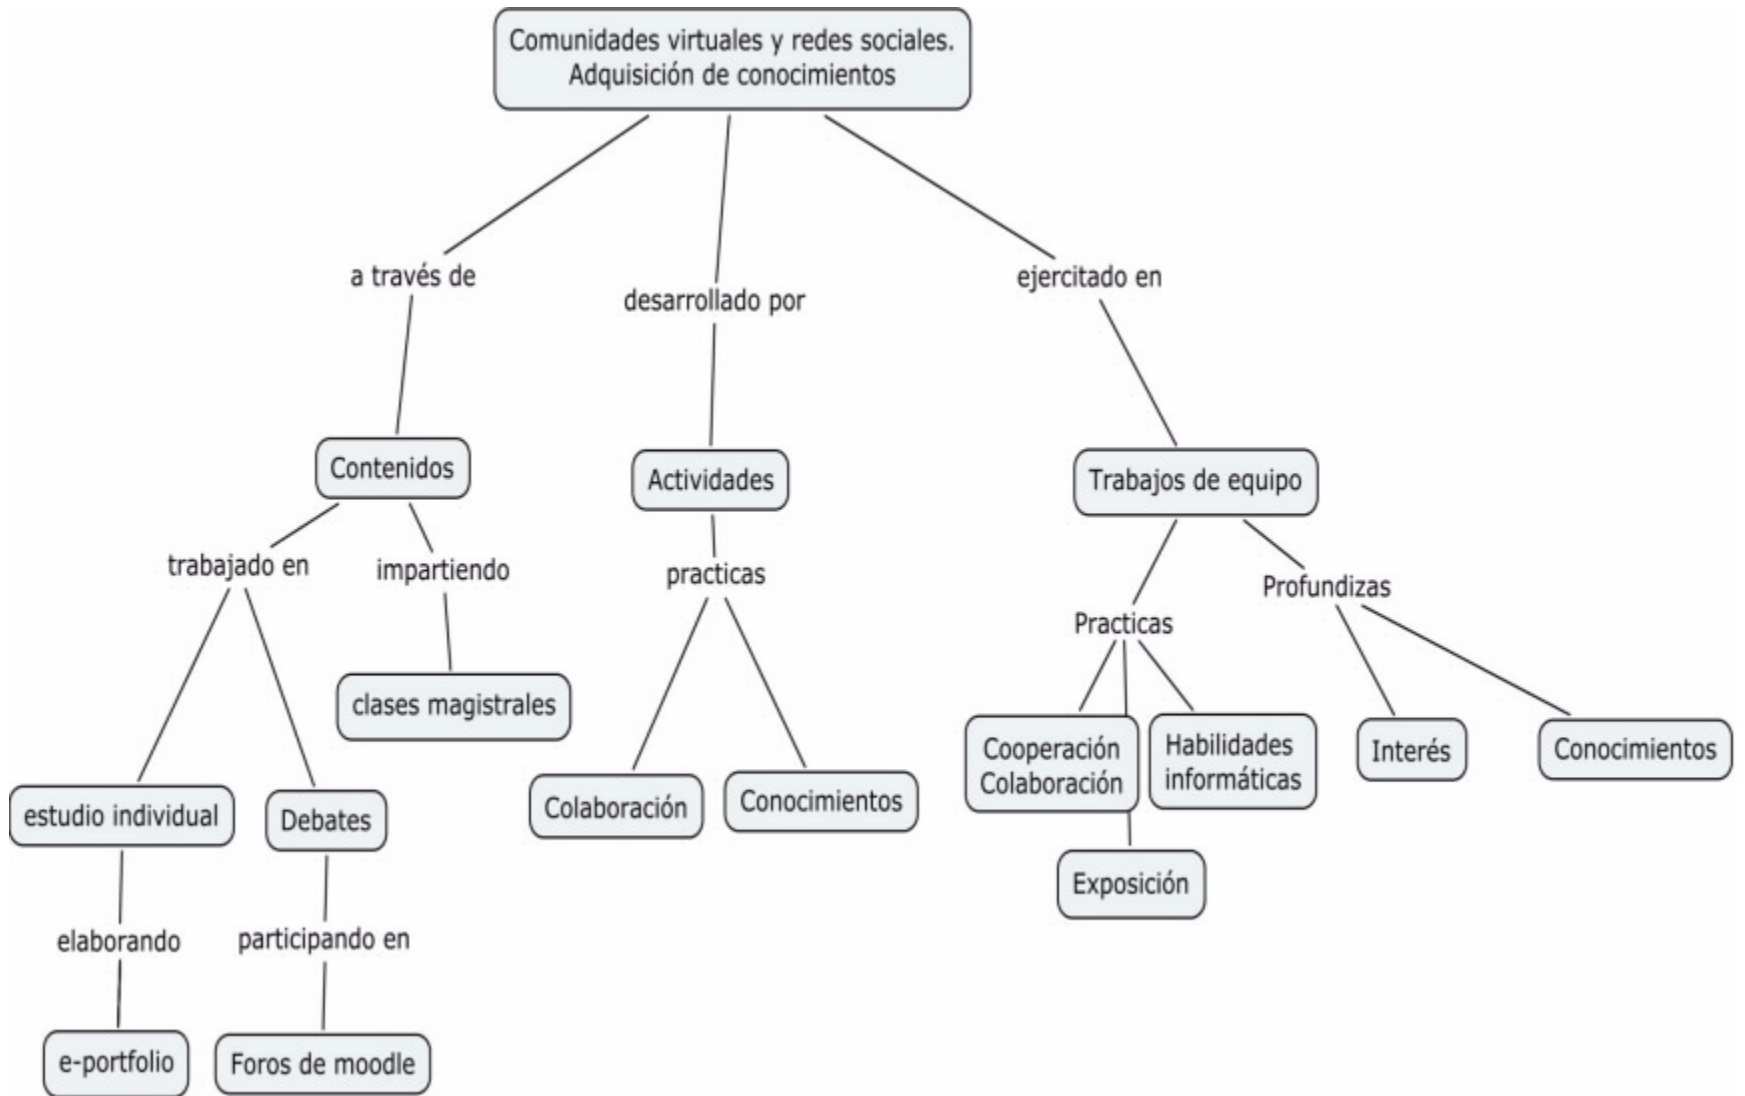 Comunidades virtuales y redes sociales.
Adquisición de conocimientos
a través de
desarrollado por
ejercitado en
Contenidos
Actividades
Trabajos de equipo
trabajado en
impartiendo
practicas
Practicas
Profundizas
clases magistrales
estudio individual
Debates
Colaboración
Conocimientos
Cooperación
Colaboración
Habilidades
informáticas
Interés
Conocimientos
Exposición
elaborando
participando en
e-portfolio
Foros de moodle